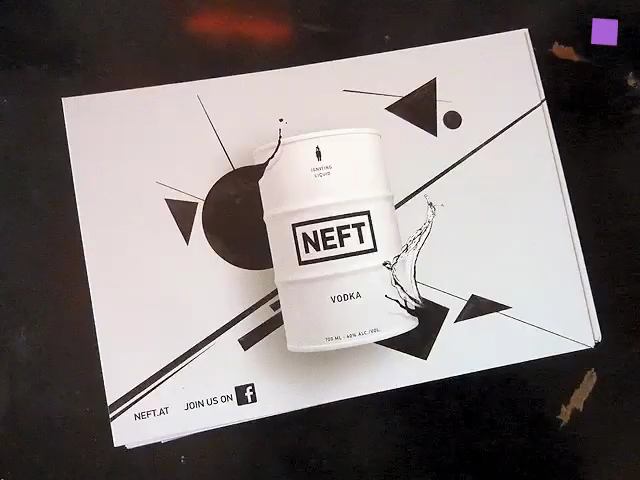 IGNITING
LIQUID
NEFT
VODKA
700 ML · 40% ALC./VOL.
NEFT.AT JOIN US ON f